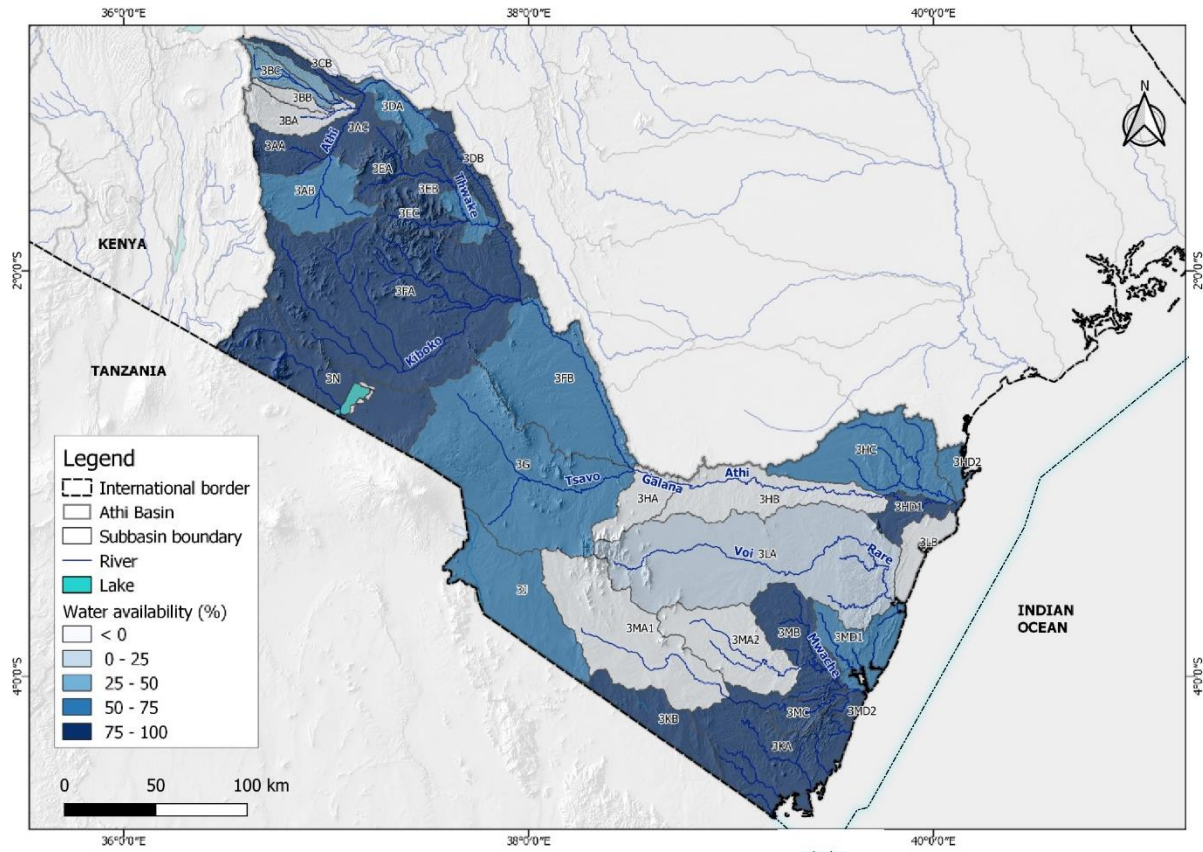 36°0'0"E
38°0'0"E
40°0'0"E
N
3CB
3BC
3BB
3BA
3DA
3AC
Athi
3AA
3DB
3EA
3EB
Thwake
3AB
3EC
KENYA
2°0'0"S
2°0'0"S
3FA
Kiboko
TANZANIA
3N
3FB
3G
Tsavo
Galana
Athi
3HC
3HD2
3HA
3HB
3HD1
3LB
Voi
3LA
Rare
3J
INDIAN
OCEAN
3MA1
3MA2
3MB
Mwache
3MD1
4°0'0"S
4°0'0"S
3KB
3MC
3MD2
3KA
Legend
International border
Athi Basin
Subbasin boundary
River
Lake
Water availability (%)
< 0
0 - 25
25 - 50
50 - 75
75 - 100
0 50 100 km
36°0'0"E
38°0'0"E
40°0'0"E